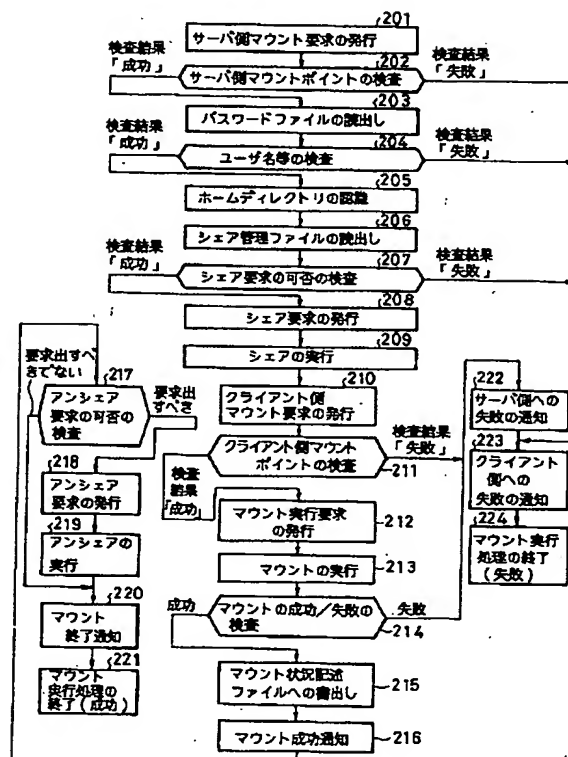 201
サーバ側マウント要求の発行
検査結果
「成功」
202
サーバ側マウントポイントの検査
検査結果
「失敗」
203
パスワードファイルの読出し
検査結果
「成功」
204
ユーザ名等の検査
検査結果
「失敗」
205
ホームディレクトリの認識
206
シェア管理ファイルの読出し
検査結果
「成功」
207
シェア要求の可否の検査
検査結果
「失敗」
208
シェア要求の発行
209
シェアの実行
210
クライアント側
マウント要求の発行
クライアント側マウント
ポイントの検査
211
検査結果
「失敗」
検査
結果
「成功」
マウント実行要求
の発行
212
マウントの実行
213
マウントの成功/失敗の
検査
214
成功
失敗
マウント状況記述
ファイルへの書出し
215
マウント成功通知
216
要求出すべ
きでない
217
アンシェア
要求の可否の
検査
要求出
すべき
218
アンシェア
要求の発行
219
アンシェアの
実行
220
マウント
終了通知
221
マウント
実行処理の
終了(成功)
222
サーバ側への
失敗の通知
223
クライアント
側への
失敗の通知
224
マウント実行
処理の終了
(失敗)